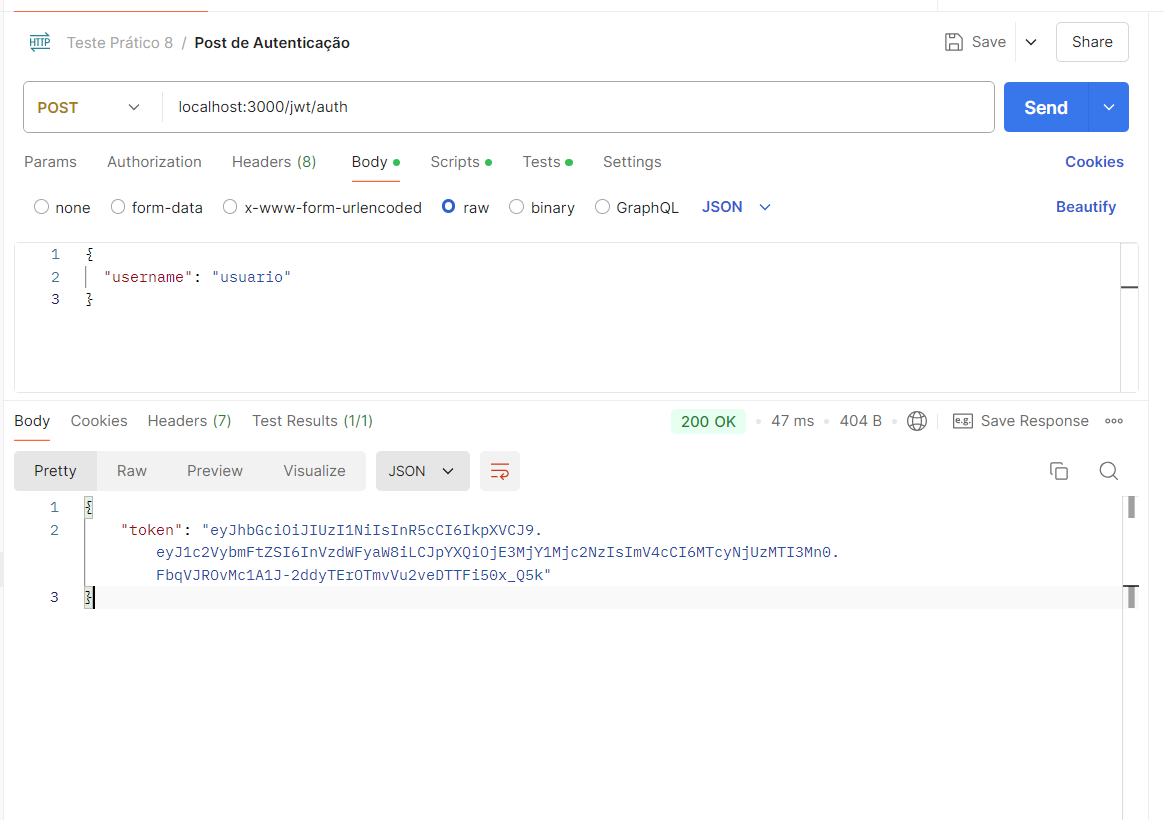 HTTP Teste Prático 8 / Post de Autenticação Save Share
POST localhost:3000/jwt/auth Send
Params Authorization Headers (8) Body Scripts Tests Settings Cookies
none form-data x-www-form-urlencoded raw binary GraphQL JSON Beautify
1 {
2 "username": "usuario"
3 }
Body Cookies Headers (7) Test Results (1/1) 200 OK 47 ms 404 B e.g. Save Response
Pretty Raw Preview Visualize JSON
1 {
2 "token": "eyJhbGciOiJIUzI1NiIsInR5cCI6IkpXVCJ9.
eyJ1c2VybmFtZSI6InVzdWFyaW8iLCJpYXQiOjE3MjY1Mjc2NzIsImV4cCI6MTcyNjUzMTI3Mn0.
FbqVJROvMc1A1J-2ddyTErOTmvVu2veDTTFi50x_Q5k"
3 }